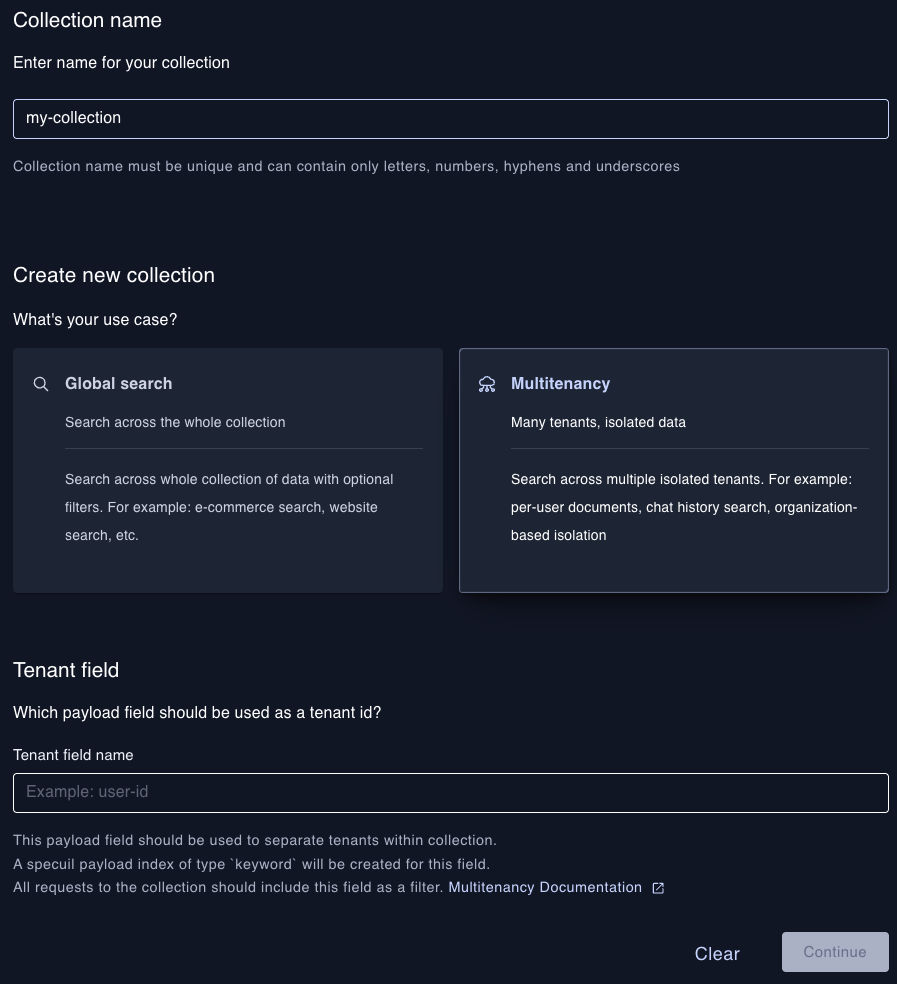 Collection name
Enter name for your collection
my-collection
Collection name must be unique and can contain only letters, numbers, hyphens and underscores
Create new collection
What's your use case?
Global search
Search across the whole collection
Search across whole collection of data with optional
filters. For example: e-commerce search, website
search, etc.
Multitenancy
Many tenants, isolated data
Search across multiple isolated tenants. For example:
per-user documents, chat history search, organization-
based isolation
Tenant field
Which payload field should be used as a tenant id?
Tenant field name
Example: user-id
This payload field should be used to separate tenants within collection.
A specuil payload index of type `keyword` will be created for this field.
All requests to the collection should include this field as a filter. Multitenancy Documentation
Clear
Continue